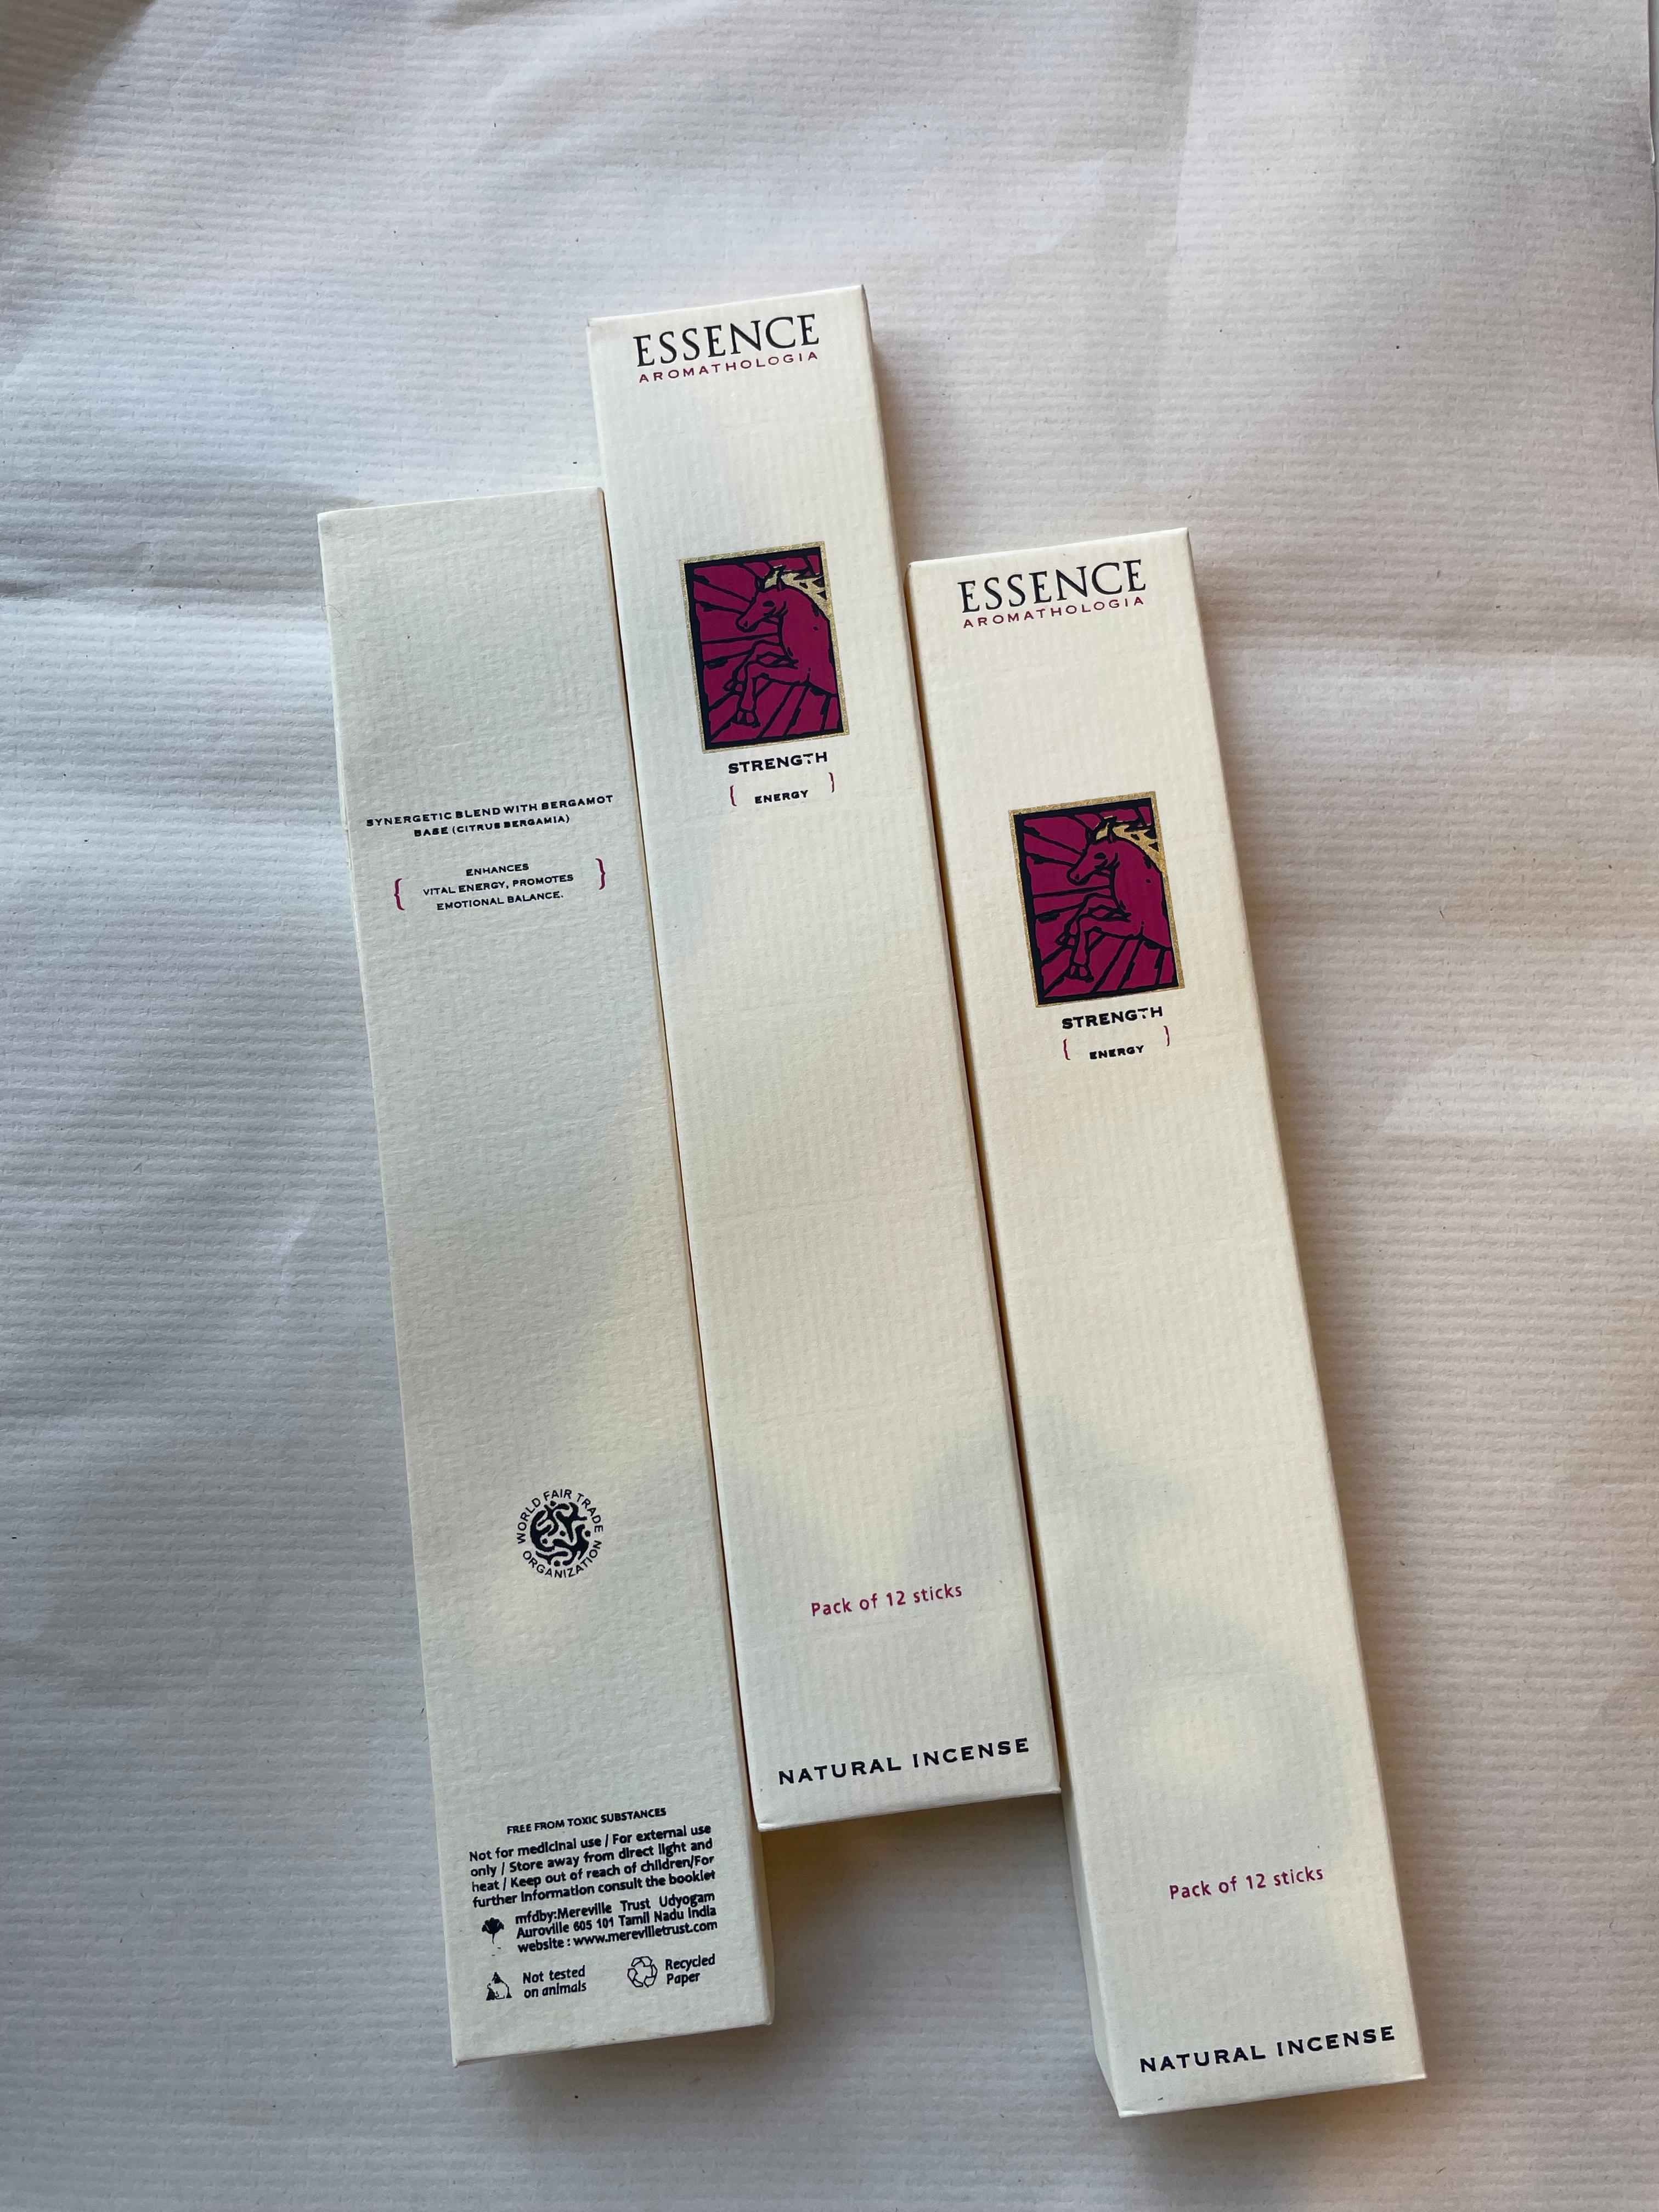 SYNERGETIC BLEND WITH BERGAMOT
BASE (CITRUS BERGAMIA)
{ ENHANCES }
VITAL ENERGY, PROMOTES
EMOTIONAL BALANCE.
WORLD FAIR TRADE
ORGANIZATION
FREE FROM TOXIC SUBSTANCES
Not for medicinal use / For external use
only / Store away from direct light and
heat / Keep out of reach of children/For
further information consult the booklet
mfdby:Mereville Trust Udyogam
Auroville 605 101 Tamil Nadu India
website : www.merevilletrust.com
Not tested
on animals
Recycled
Paper
ESSENCE
AROMATHOLOGIA
STRENGTH
{ ENERGY }
Pack of 12 sticks
NATURAL INCENSE
ESSENCE
AROMATHOLOGIA
STRENGTH
{ ENERGY }
Pack of 12 sticks
NATURAL INCENSE